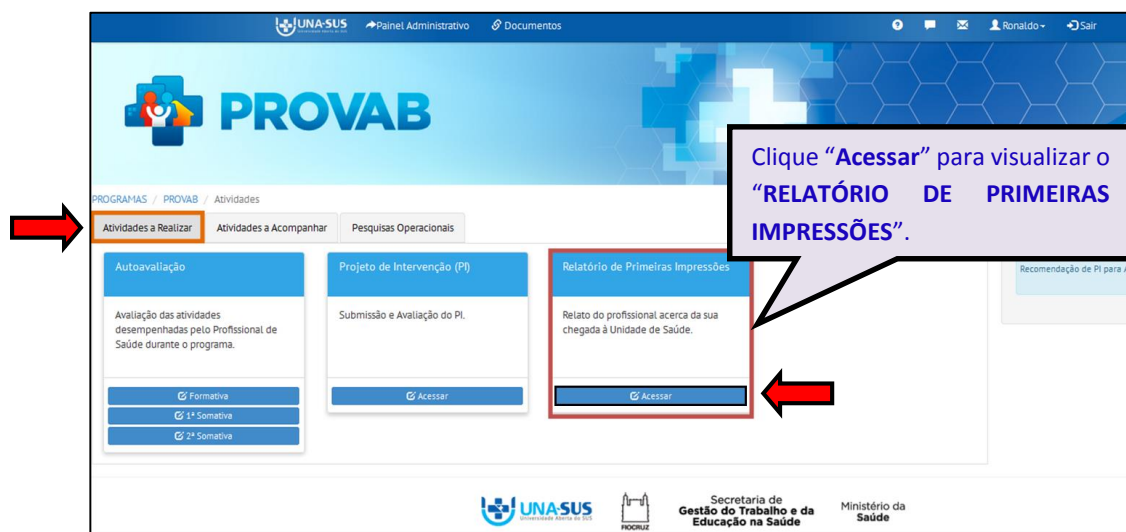 UNA-SUS Painel Administrativo Documentos Ronaldo Sair
Universidade Aberta do SUS
PROVAB
Clique “Acessar” para visualizar o
“RELATÓRIO DE PRIMEIRAS
IMPRESSÕES”.
PROGRAMAS / PROVAB / Atividades
Atividades a Realizar Atividades a Acompanhar Pesquisas Operacionais
Autoavaliação
Avaliação das atividades
desempenhadas pelo Profissional de
Saúde durante o programa.
Formativa
1ª Somativa
2ª Somativa
Projeto de Intervenção (PI)
Submissão e Avaliação do PI.
Acessar
Relatório de Primeiras Impressões
Relato do profissional acerca da sua
chegada à Unidade de Saúde.
Acessar
Recomendação de PI para A
UNA-SUS
Universidade Aberta do SUS
FIOCRUZ
Secretaria de
Gestão do Trabalho e da
Educação na Saúde
Ministério da
Saúde